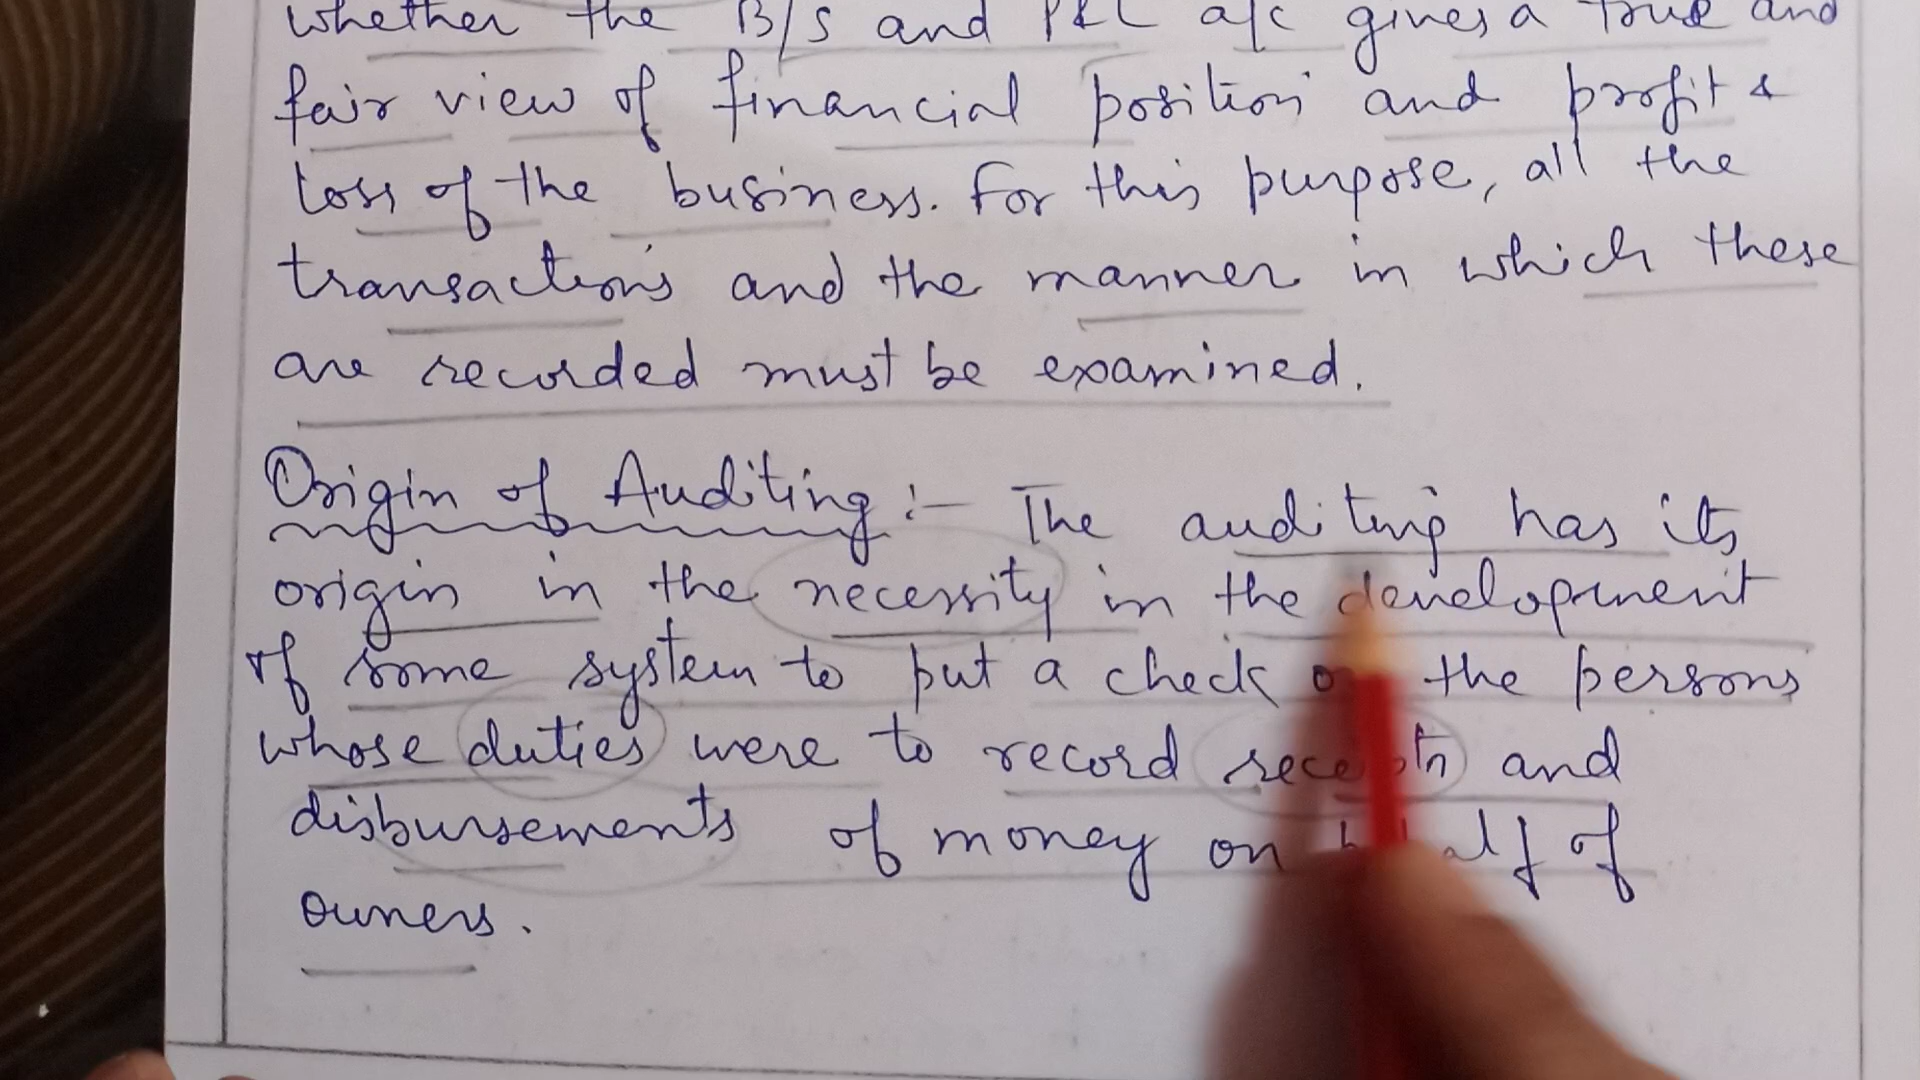 whether the B/S and P&L a/c gives a true and
fair view of financial position and profit &
loss of the business. For this purpose, all the
transactions and the manner in which these
are recorded must be examined.
Origin of Auditing :- The auditing has its
origin in the necessity in the development
of some system to put a check on the persons
whose duties were to record receipts and
disbursements of money on behalf of
owners.